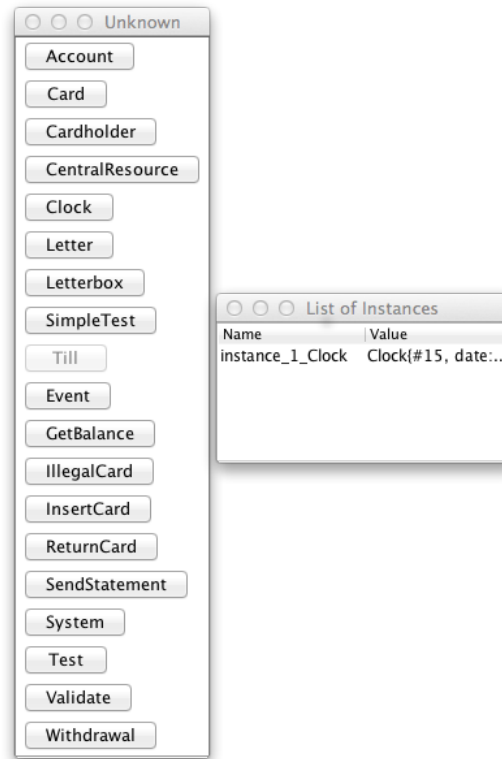 Unknown
Account
Card
Cardholder
CentralResource
Clock
Letter
Letterbox
SimpleTest
Till
Event
GetBalance
IllegalCard
InsertCard
ReturnCard
SendStatement
System
Test
Validate
Withdrawal
List of Instances
Name Value
instance_1_Clock Clock{#15, date:...